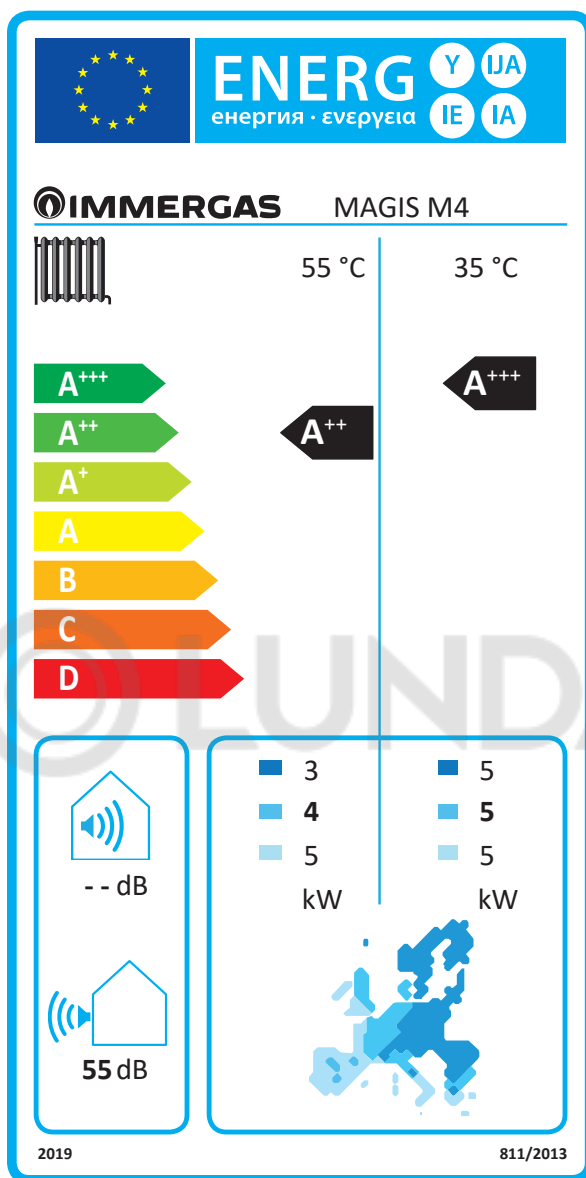 ENERG Y IJA
енергия · ενεργεια IE IA
IMMERGAS MAGIS M4
55 °C 35 °C
A+++ A+++
A++ A++
A+
A
B
C
D
LUNDA
3 5
4 5
5 5
kW kW
-- dB
55 dB
2019 811/2013